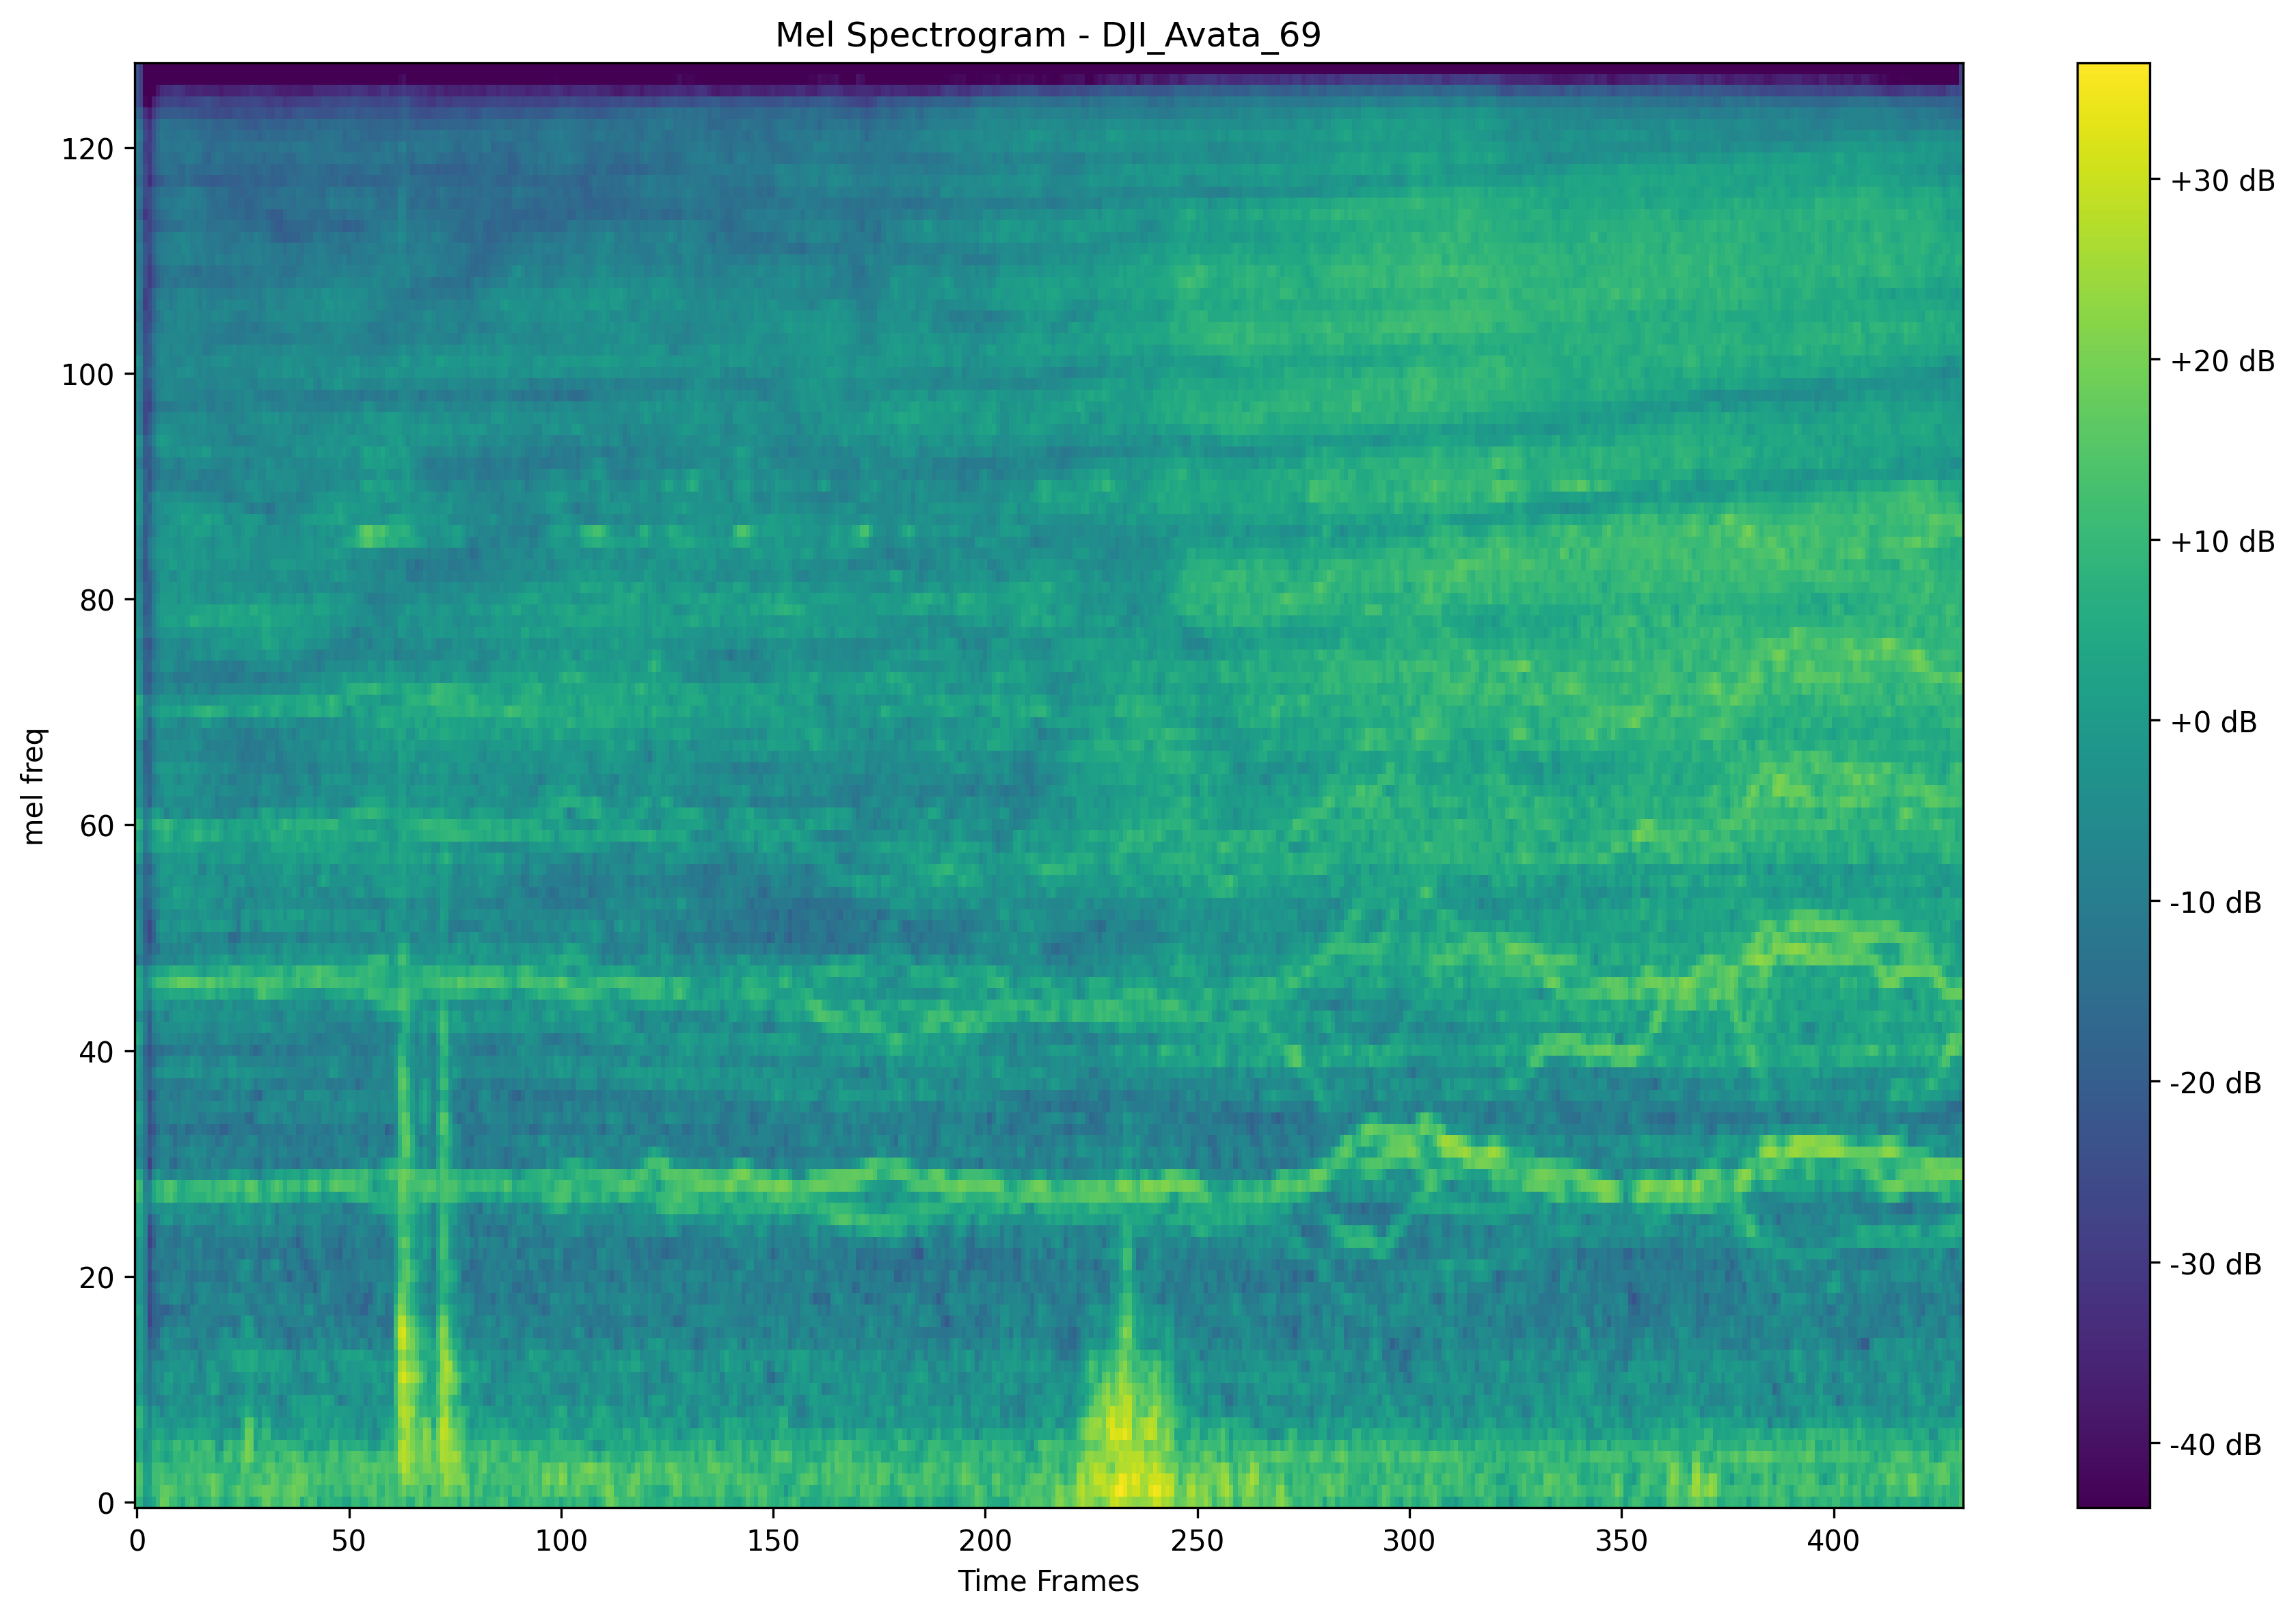 Mel Spectrogram - DJI_Avata_69
mel freq
120
100
80
60
40
20
0
0 50 100 150 200 250 300 350 400
Time Frames
+30 dB
+20 dB
+10 dB
+0 dB
-10 dB
-20 dB
-30 dB
-40 dB